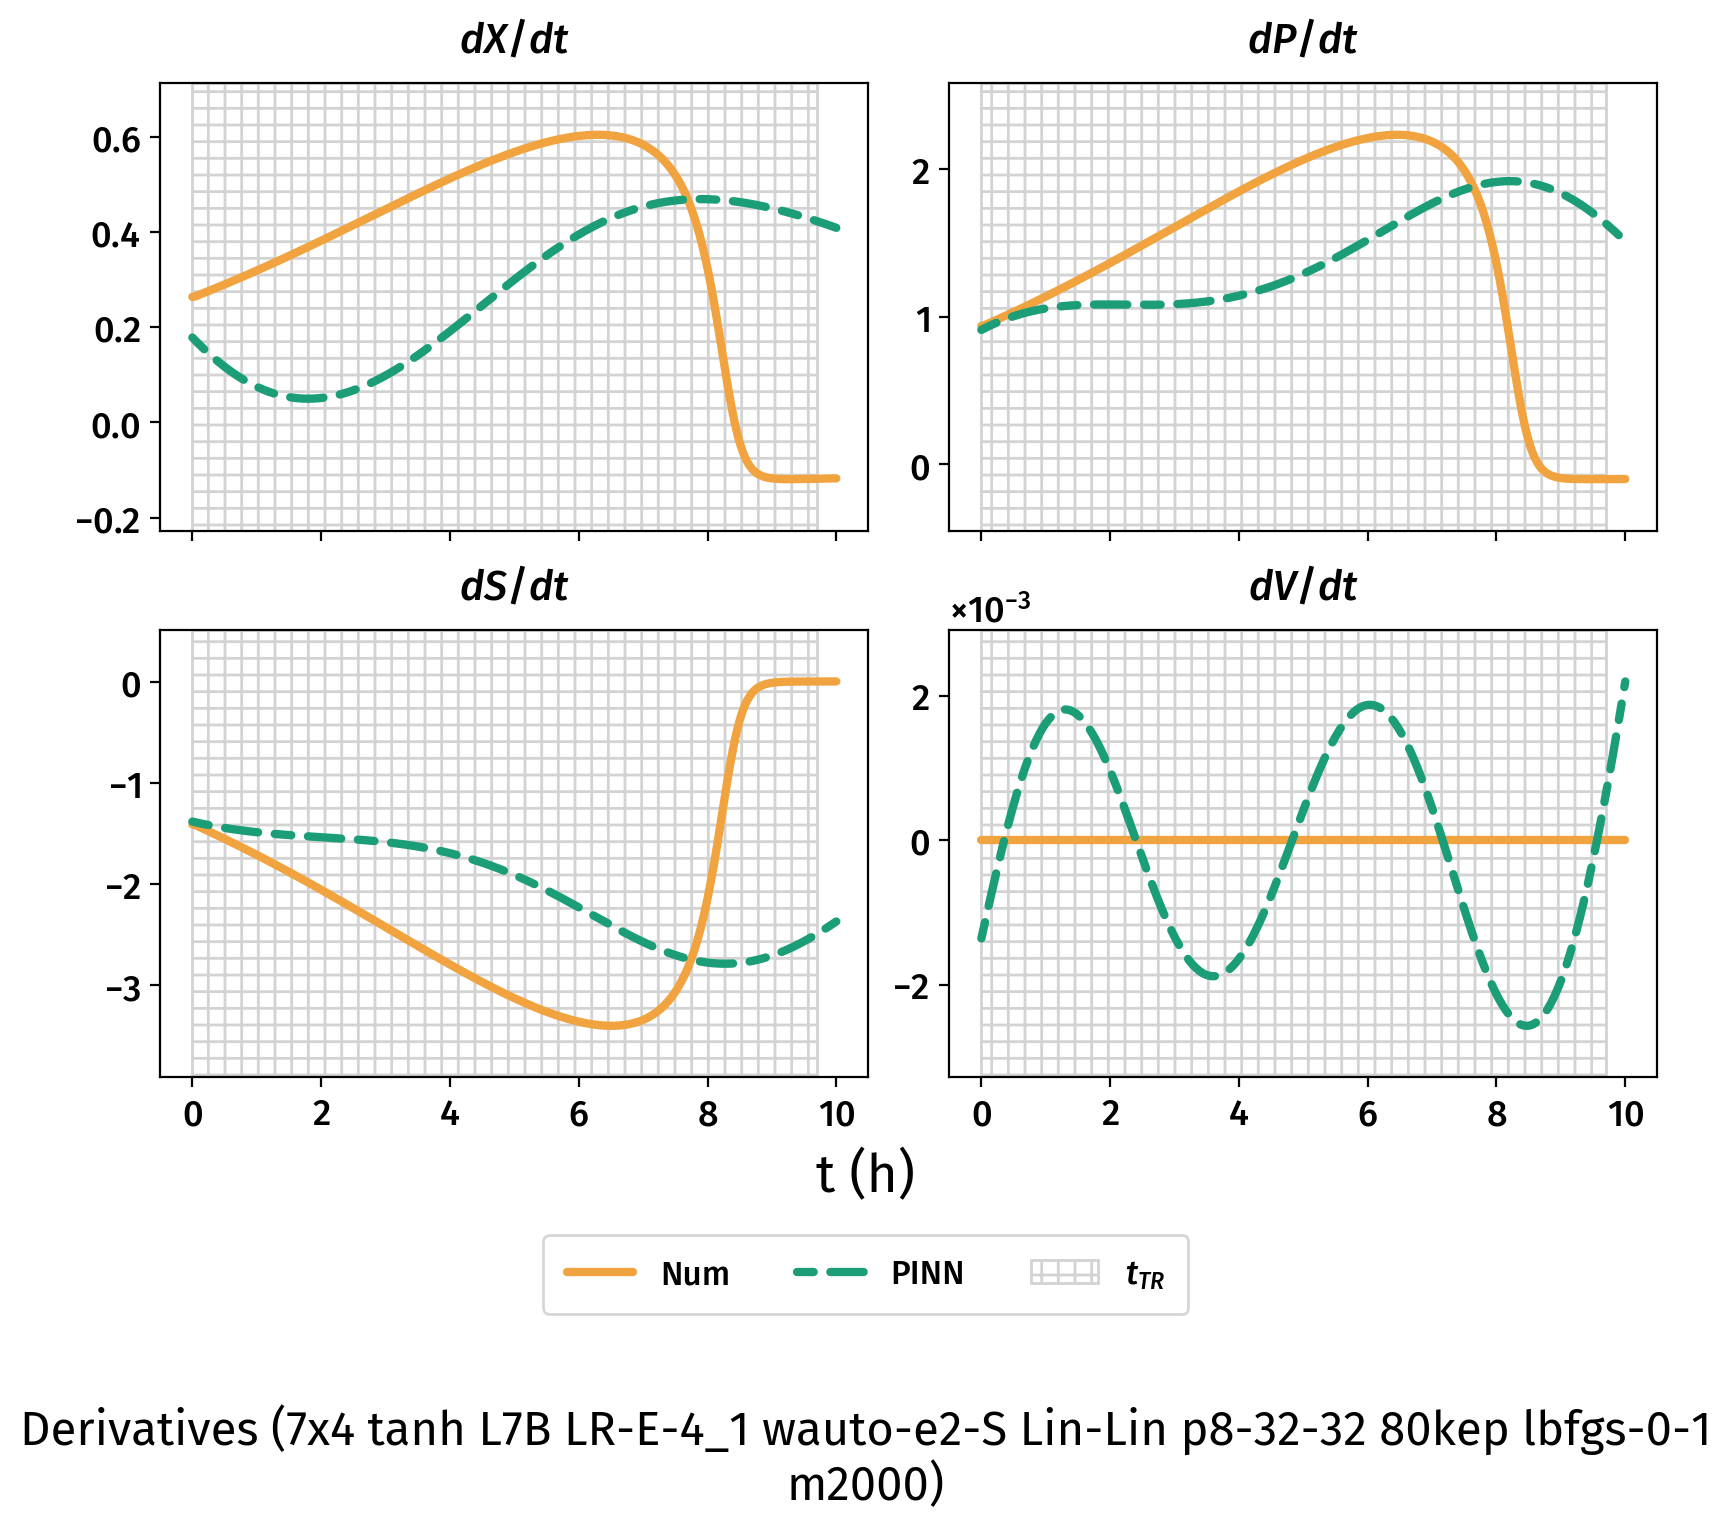 dX/dt
dP/dt
0.6
0.4
0.2
0.0
−0.2
2
1
0
dS/dt
dV/dt
×10⁻³
0
−1
−2
−3
2
0
−2
0 2 4 6 8 10
0 2 4 6 8 10
t (h)
Num PINN t_TR
Derivatives (7x4 tanh L7B LR-E-4_1 wauto-e2-S Lin-Lin p8-32-32 80kep lbfgs-0-1
m2000)